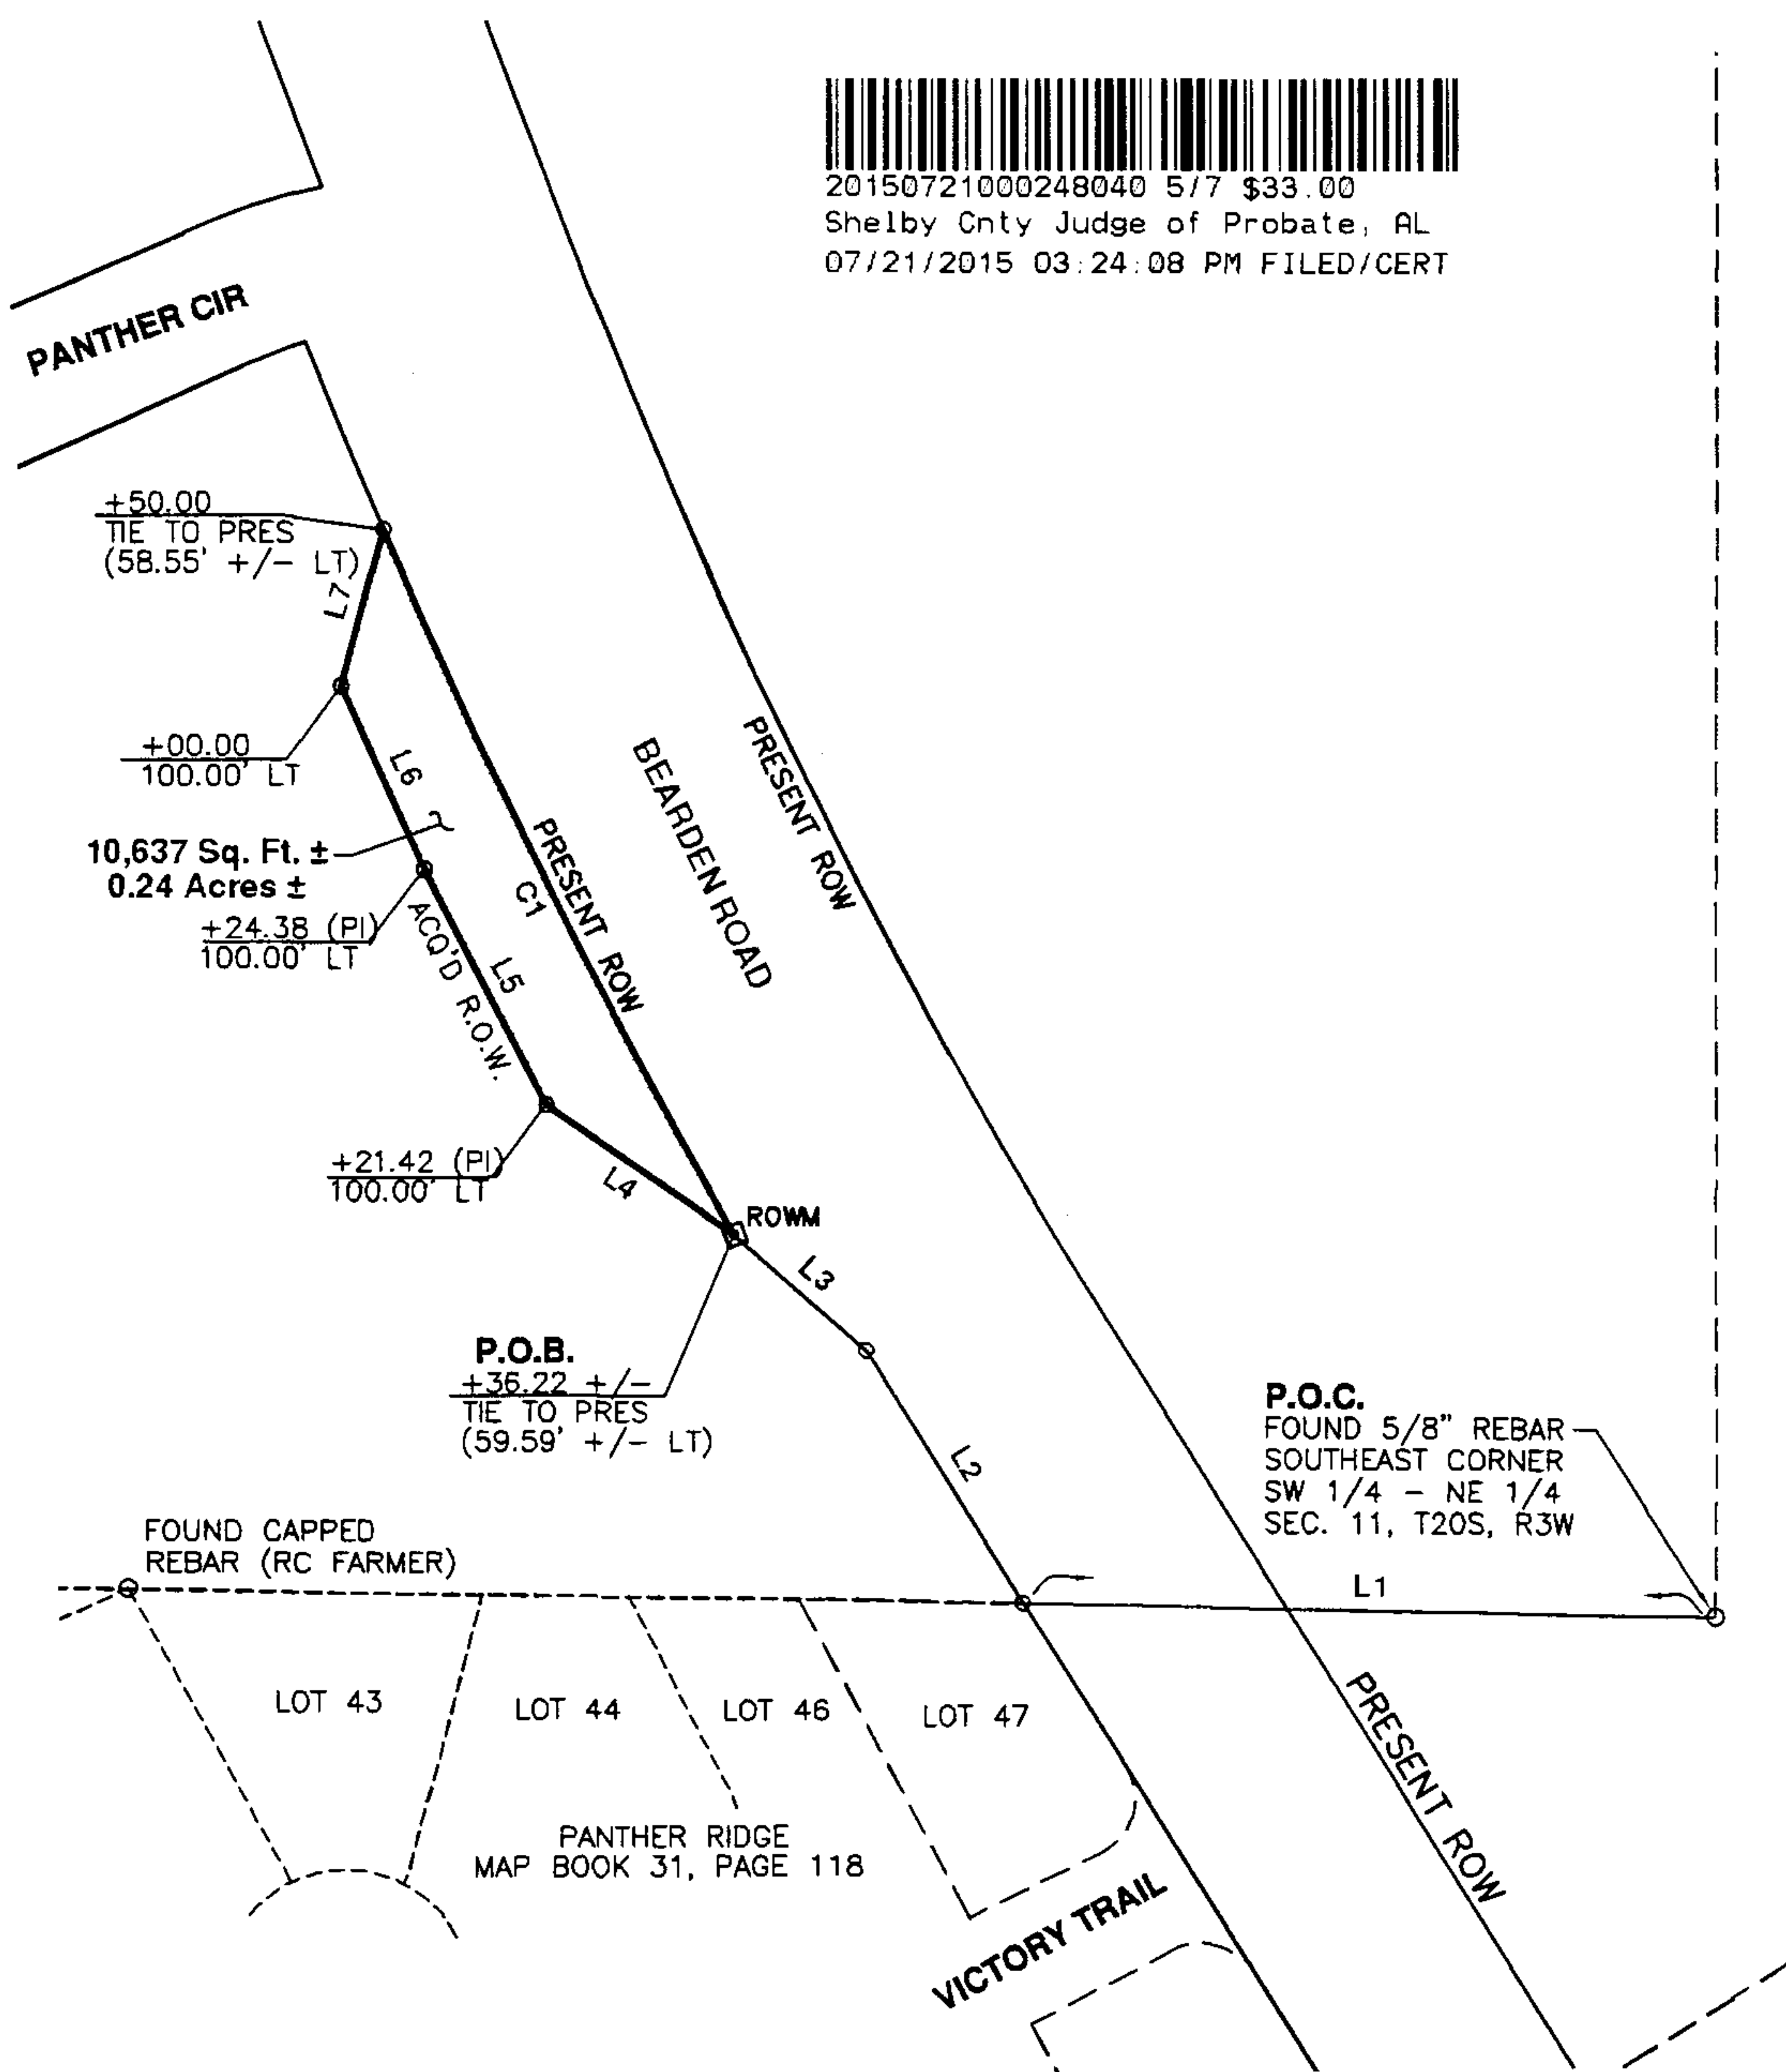 20150721000248040 5/7 $33.00
Shelby Cnty Judge of Probate, AL
07/21/2015 03:24:08 PM FILED/CERT
PANTHER CIR
+50.00
TIE TO PRES
(58.55' +/- LT)
L7
+00.00
100.00' LT
L6
10,637 Sq. Ft. ±
0.24 Acres ±
+24.38 (PI)
100.00' LT
ACQ'D R.O.W.
L5
C1
PRESENT ROW
BEARDEN ROAD
PRESENT ROW
+21.42 (PI)
100.00' LT
L4
ROWM
L3
P.O.B.
+36.22 +/-
TIE TO PRES
(59.59' +/- LT)
L2
P.O.C.
FOUND 5/8" REBAR
SOUTHEAST CORNER
SW 1/4 - NE 1/4
SEC. 11, T20S, R3W
FOUND CAPPED
REBAR (RC FARMER)
L1
LOT 43
LOT 44
LOT 46
LOT 47
PRESENT ROW
PANTHER RIDGE
MAP BOOK 31, PAGE 118
VICTORY TRAIL